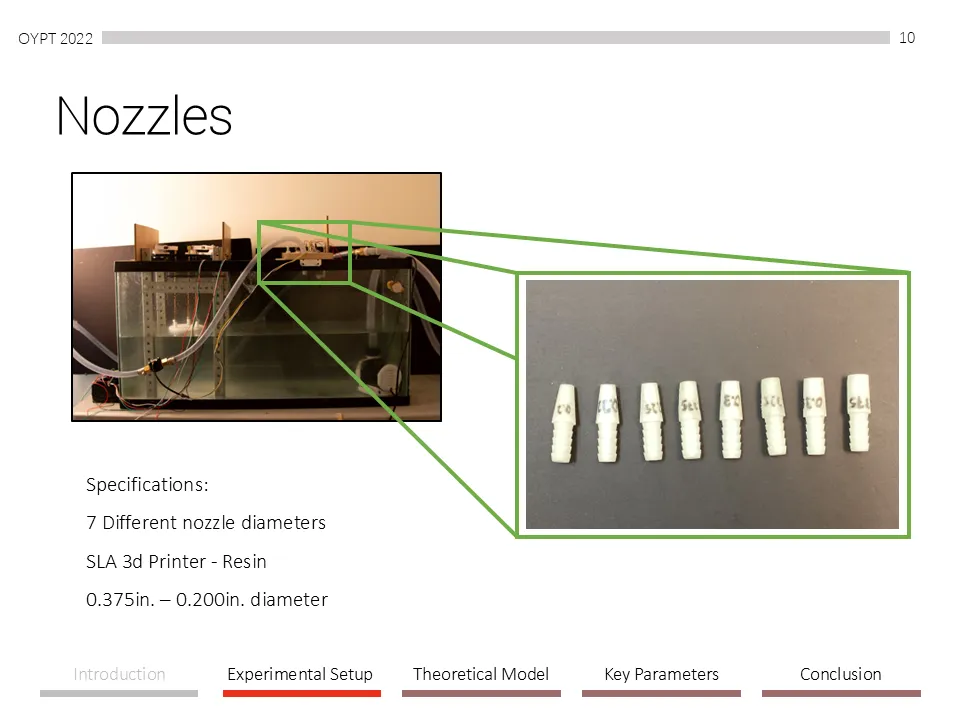 OYPT 2022
10
Nozzles
Specifications:
7 Different nozzle diameters
SLA 3d Printer - Resin
0.375in. – 0.200in. diameter
Introduction
Experimental Setup
Theoretical Model
Key Parameters
Conclusion